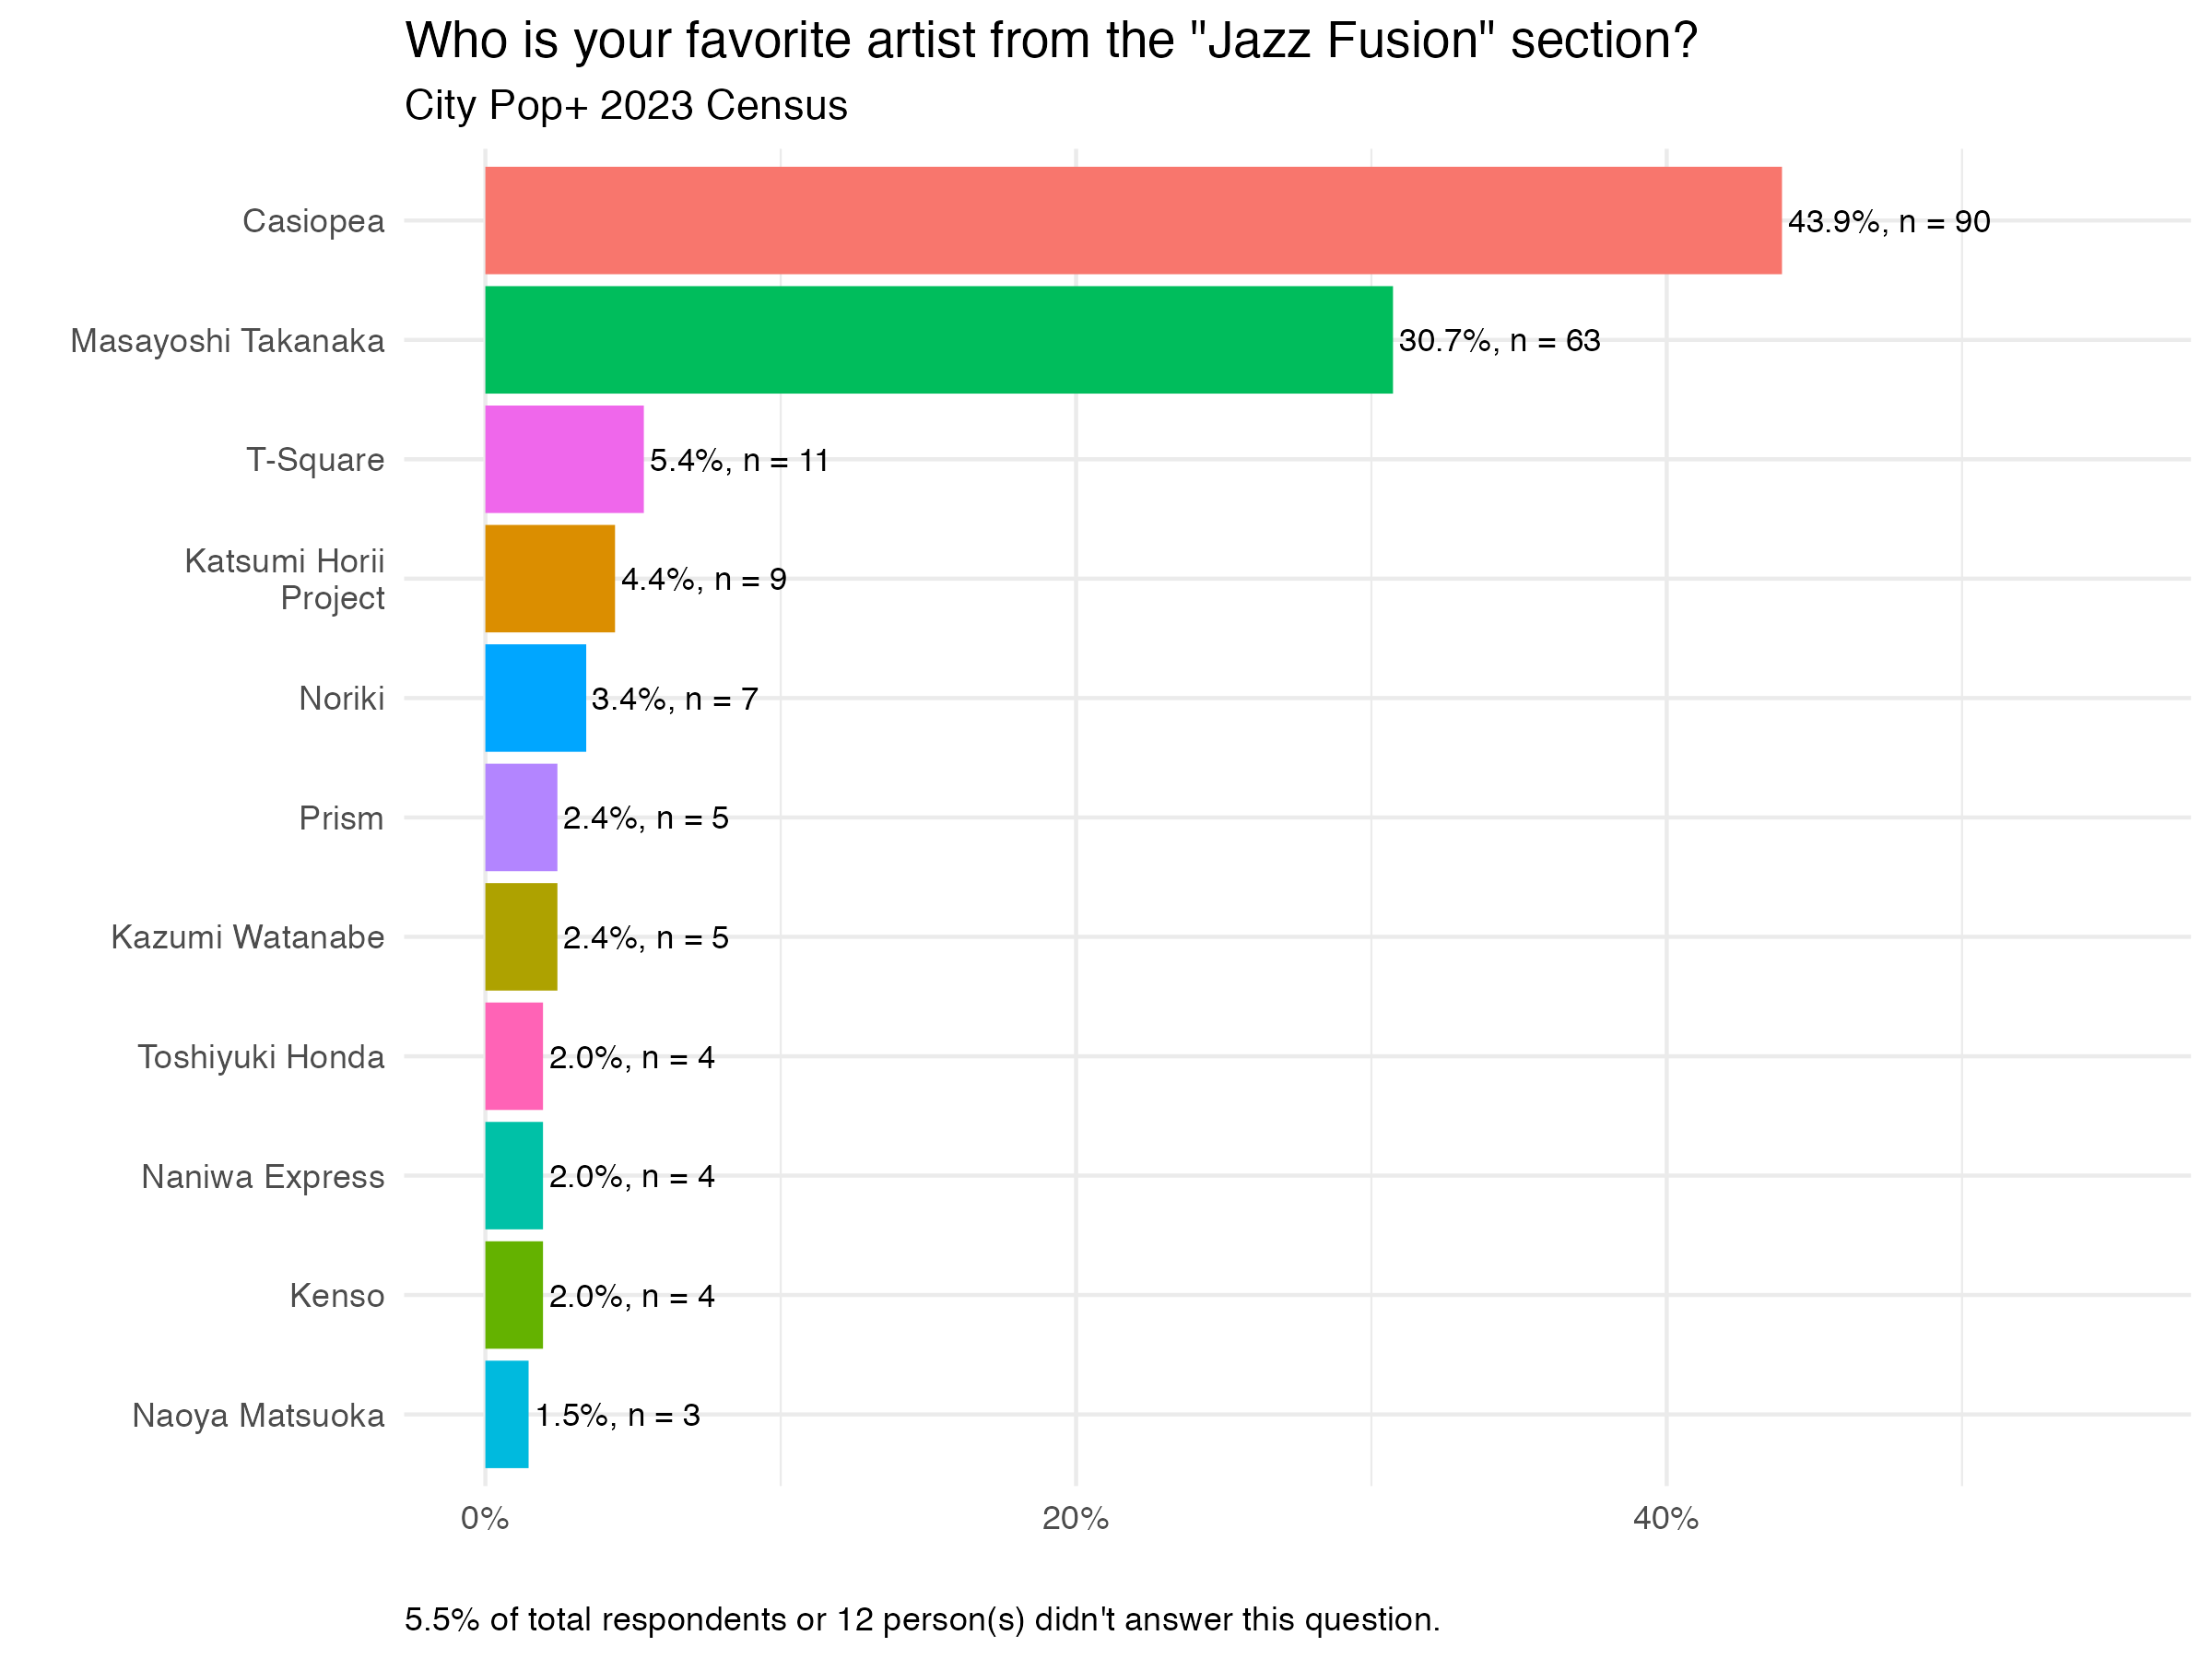 Who is your favorite artist from the "Jazz Fusion" section?
City Pop+ 2023 Census
Casiopea
43.9%, n = 90
Masayoshi Takanaka
30.7%, n = 63
T-Square
5.4%, n = 11
Katsumi Horii
Project
4.4%, n = 9
Noriki
3.4%, n = 7
Prism
2.4%, n = 5
Kazumi Watanabe
2.4%, n = 5
Toshiyuki Honda
2.0%, n = 4
Naniwa Express
2.0%, n = 4
Kenso
2.0%, n = 4
Naoya Matsuoka
1.5%, n = 3
0%
20%
40%
5.5% of total respondents or 12 person(s) didn't answer this question.